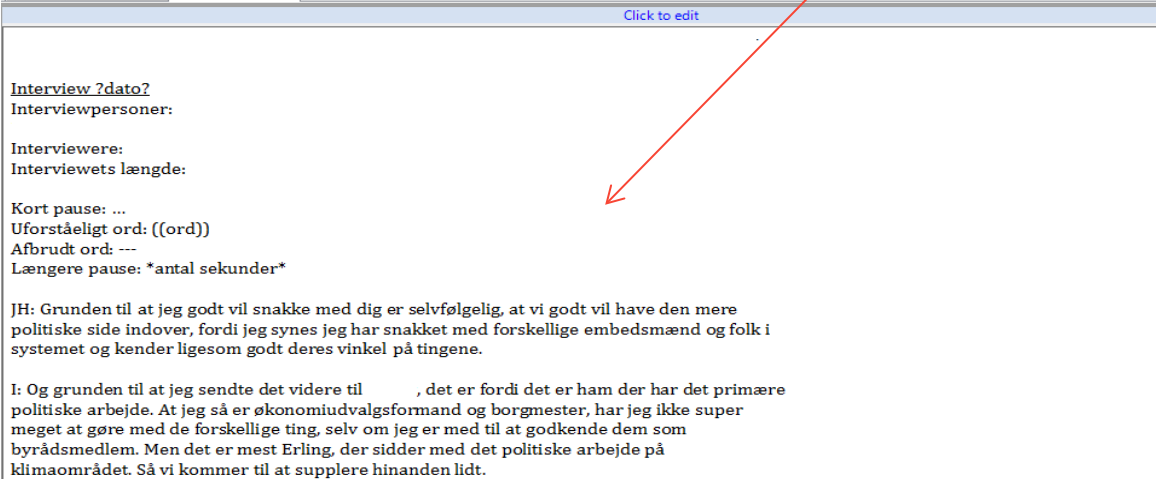 Click to edit
Interview ?dato?
Interviewpersoner:
Interviewere:
Interviewets længde:
Kort pause: ...
Uforståeligt ord: ((ord))
Afbrudt ord: ---
Længere pause: *antal sekunder*
JH: Grunden til at jeg godt vil snakke med dig er selvfølgelig, at vi godt vil have den mere
politiske side indover, fordi jeg synes jeg har snakket med forskellige embedsmænd og folk i
systemet og kender ligesom godt deres vinkel på tingene.
I: Og grunden til at jeg sendte det videre til , det er fordi det er ham der har det primære
politiske arbejde. At jeg så er økonomiudvalgsformand og borgmester, har jeg ikke super
meget at gøre med de forskellige ting, selv om jeg er med til at godkende dem som
byrådsmedlem. Men det er mest Erling, der sidder med det politiske arbejde på
klimaområdet. Så vi kommer til at supplere hinanden lidt.